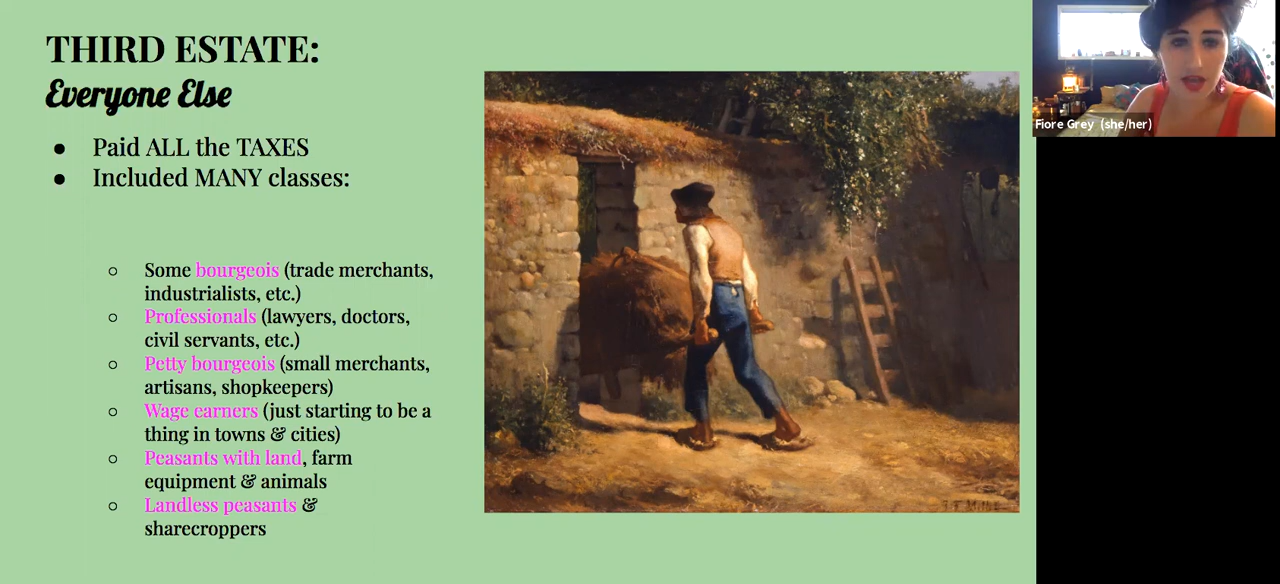 THIRD ESTATE:
Everyone Else
● Paid ALL the TAXES
● Included MANY classes:
○ Some bourgeois (trade merchants,
industrialists, etc.)
○ Professionals (lawyers, doctors,
civil servants, etc.)
○ Petty bourgeois (small merchants,
artisans, shopkeepers)
○ Wage earners (just starting to be a
thing in towns & cities)
○ Peasants with land, farm
equipment & animals
○ Landless peasants &
sharecroppers
Fiore Grey (she/her)